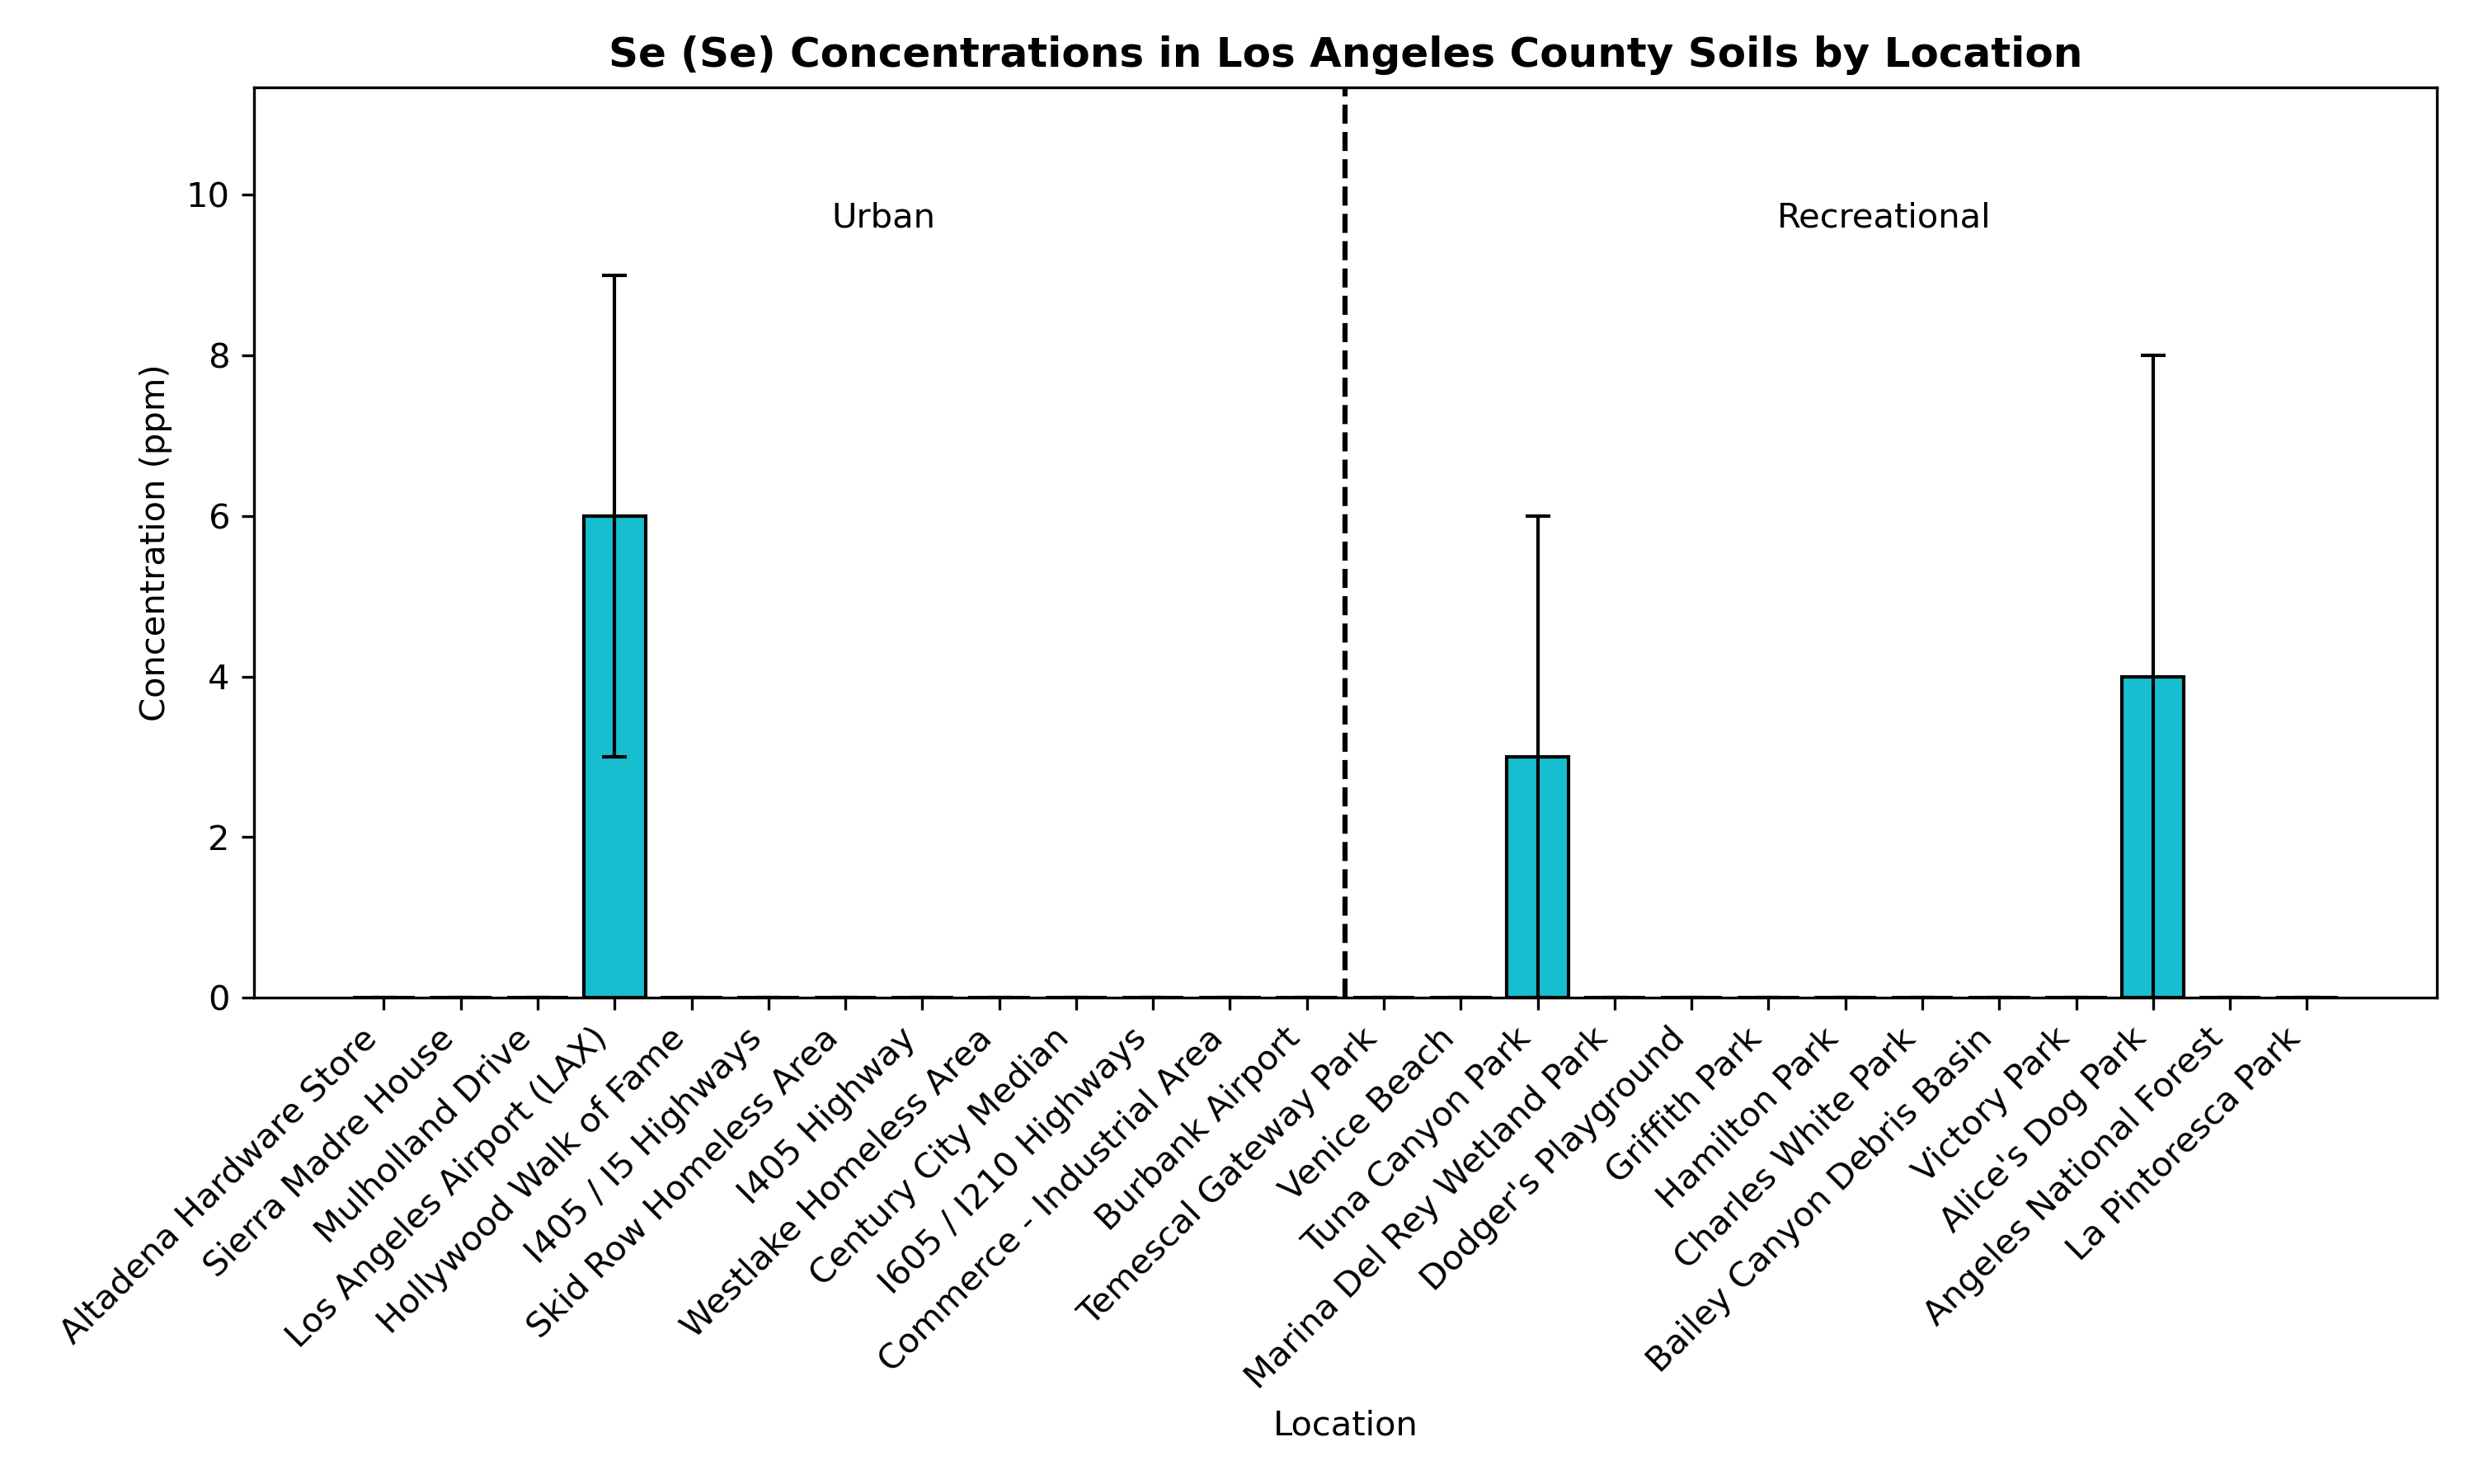 Se (Se) Concentrations in Los Angeles County Soils by Location
Urban
Recreational
Concentration (ppm)
10
8
6
4
2
0
Altadena Hardware Store
Sierra Madre House
Mulholland Drive
Los Angeles Airport (LAX)
Hollywood Walk of Fame
I405 / I5 Highways
Skid Row Homeless Area
I405 Highway
Westlake Homeless Area
Century City Median
I605 / I210 Highways
Commerce - Industrial Area
Burbank Airport
Temescal Gateway Park
Venice Beach
Tuna Canyon Park
Marina Del Rey Wetland Park
Dodger's Playground
Griffith Park
Hamilton Park
Charles White Park
Bailey Canyon Debris Basin
Victory Park
Alice's Dog Park
Angeles National Forest
La Pintoresca Park
Location